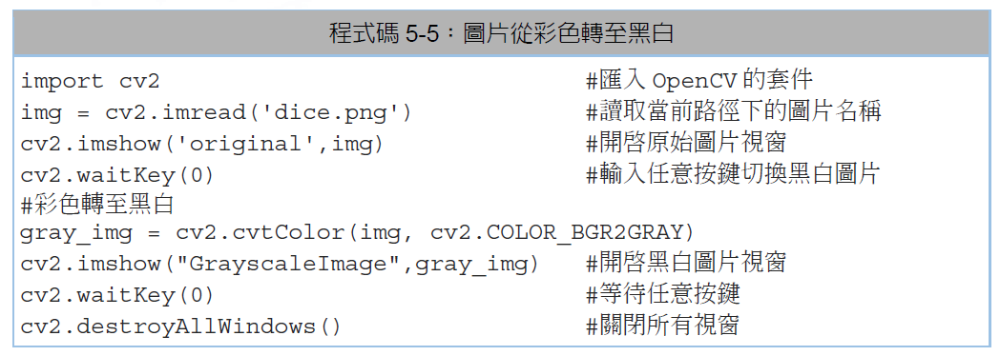 程式碼 5-5：圖片從彩色轉至黑白
import cv2 #匯入 OpenCV 的套件
img = cv2.imread('dice.png') #讀取當前路徑下的圖片名稱
cv2.imshow('original',img) #開啟原始圖片視窗
cv2.waitKey(0) #輸入任意按鍵切換黑白圖片
#彩色轉至黑白
gray_img = cv2.cvtColor(img, cv2.COLOR_BGR2GRAY)
cv2.imshow("GrayscaleImage",gray_img) #開啟黑白圖片視窗
cv2.waitKey(0) #等待任意按鍵
cv2.destroyAllWindows() #關閉所有視窗